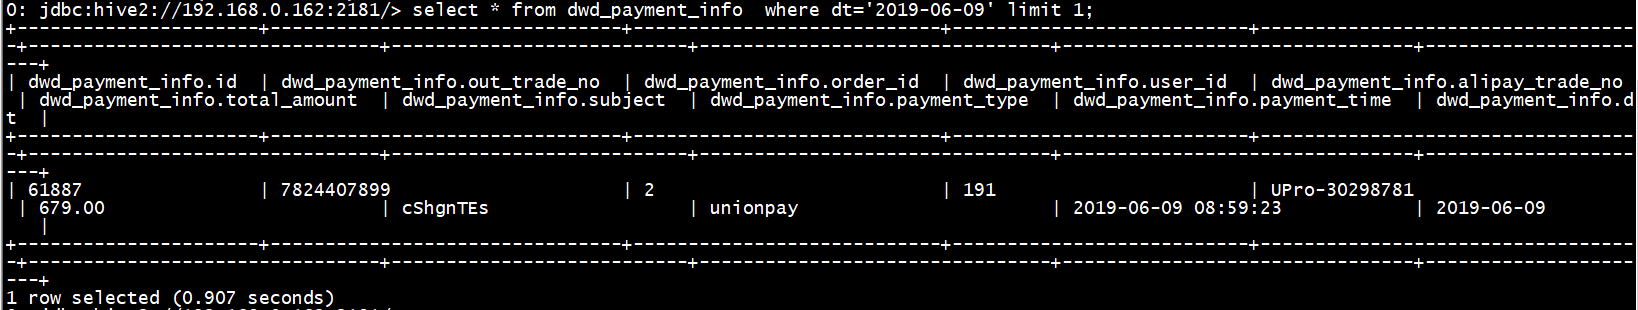 0: jdbc:hive2://192.168.0.162:2181/> select * from dwd_payment_info  where dt='2019-06-09' limit 1;
+----------------------+--------------------------------+----------------------------+---------------------------+----------------------------------
-+--------------------------------+---------------------------+--------------------------------+--------------------------------+-------------------
---+
| dwd_payment_info.id  | dwd_payment_info.out_trade_no  | dwd_payment_info.order_id  | dwd_payment_info.user_id  | dwd_payment_info.alipay_trade_no
 | dwd_payment_info.total_amount  | dwd_payment_info.subject  | dwd_payment_info.payment_type  | dwd_payment_info.payment_time  | dwd_payment_info.d
t  |
+----------------------+--------------------------------+----------------------------+---------------------------+----------------------------------
-+--------------------------------+---------------------------+--------------------------------+--------------------------------+-------------------
---+
| 61887                | 7824407899                     | 2                          | 191                       | UPro-30298781
 | 679.00                         | cShgnTEs                  | unionpay                       | 2019-06-09 08:59:23            | 2019-06-09
   |
+----------------------+--------------------------------+----------------------------+---------------------------+----------------------------------
-+--------------------------------+---------------------------+--------------------------------+--------------------------------+-------------------
---+
1 row selected (0.907 seconds)